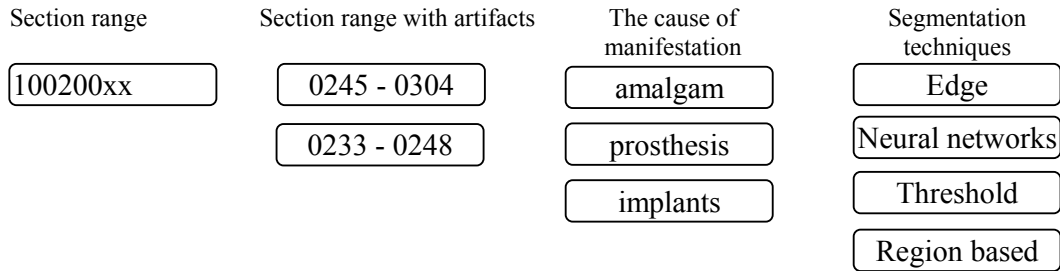 Section range
Section range with artifacts
The cause of
manifestation
Segmentation
techniques
100200xx
0245 - 0304
amalgam
Edge
0233 - 0248
prosthesis
Neural networks
implants
Threshold
Region based